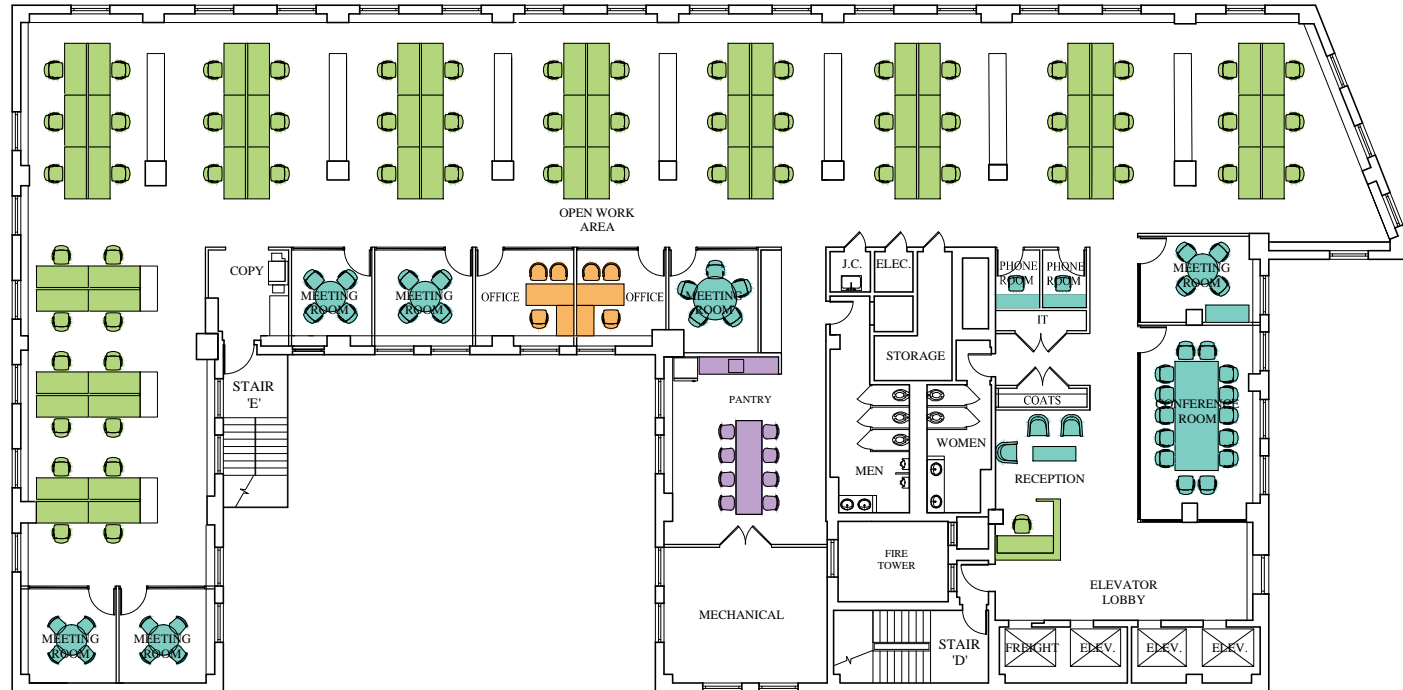 OPEN WORK
AREA
COPY
MEETING
ROOM
MEETING
ROOM
OFFICE
OFFICE
MEETING
ROOM
J.C.
ELEC.
PHONE
ROOM
PHONE
ROOM
MEETING
ROOM
IT
STORAGE
STAIR
'E'
PANTRY
COATS
CONFERENCE
ROOM
WOMEN
MEN
RECEPTION
FIRE
TOWER
ELEVATOR
LOBBY
MECHANICAL
MEETING
ROOM
MEETING
ROOM
STAIR
'D'
FREIGHT
ELEV.
ELEV.
ELEV.